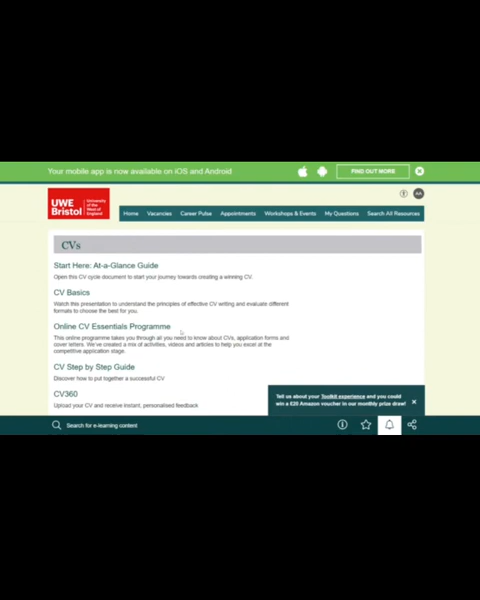 Your mobile app is now available on iOS and Android
FIND OUT MORE
UWE Bristol
University of the West of England
AA
Home Vacancies Career Pulse Appointments Workshops & Events My Questions Search All Resources
CVs
Start Here: At-a-Glance Guide
Open this CV cycle document to start your journey towards creating a winning CV.
CV Basics
Watch this presentation to understand the principles of effective CV writing and evaluate different
formats to choose the best for you.
Online CV Essentials Programme
This online programme takes you through all you need to know about CVs, application forms and
cover letters. We've created a mix of activities, videos and articles to help you excel at the
competitive application stage.
CV Step by Step Guide
Discover how to put together a successful CV
CV360
Upload your CV and receive instant, personalised feedback
Tell us about your Toolkit experience and you could
win a £20 Amazon voucher in our monthly prize draw!
Search for e-learning content